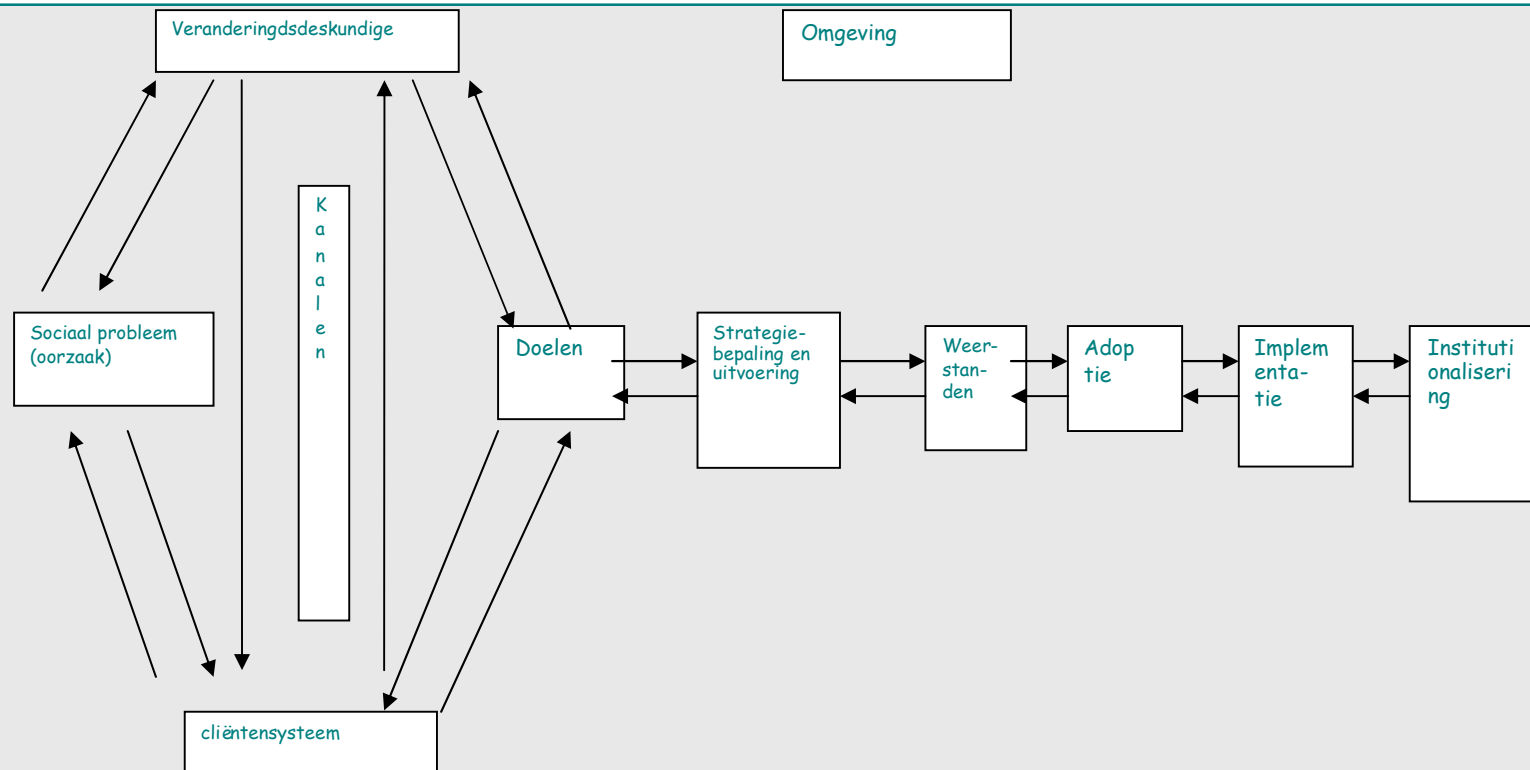 Veranderingdsdeskundige
Omgeving
K
a
n
a
l
e
n
Sociaal probleem
(oorzaak)
Doelen
Strategie-
bepaling en
uitvoering
Weer-
stan-
den
Adop
tie
Implem
enta-
tie
Instituti
onaliseri
ng
cliëntensysteem